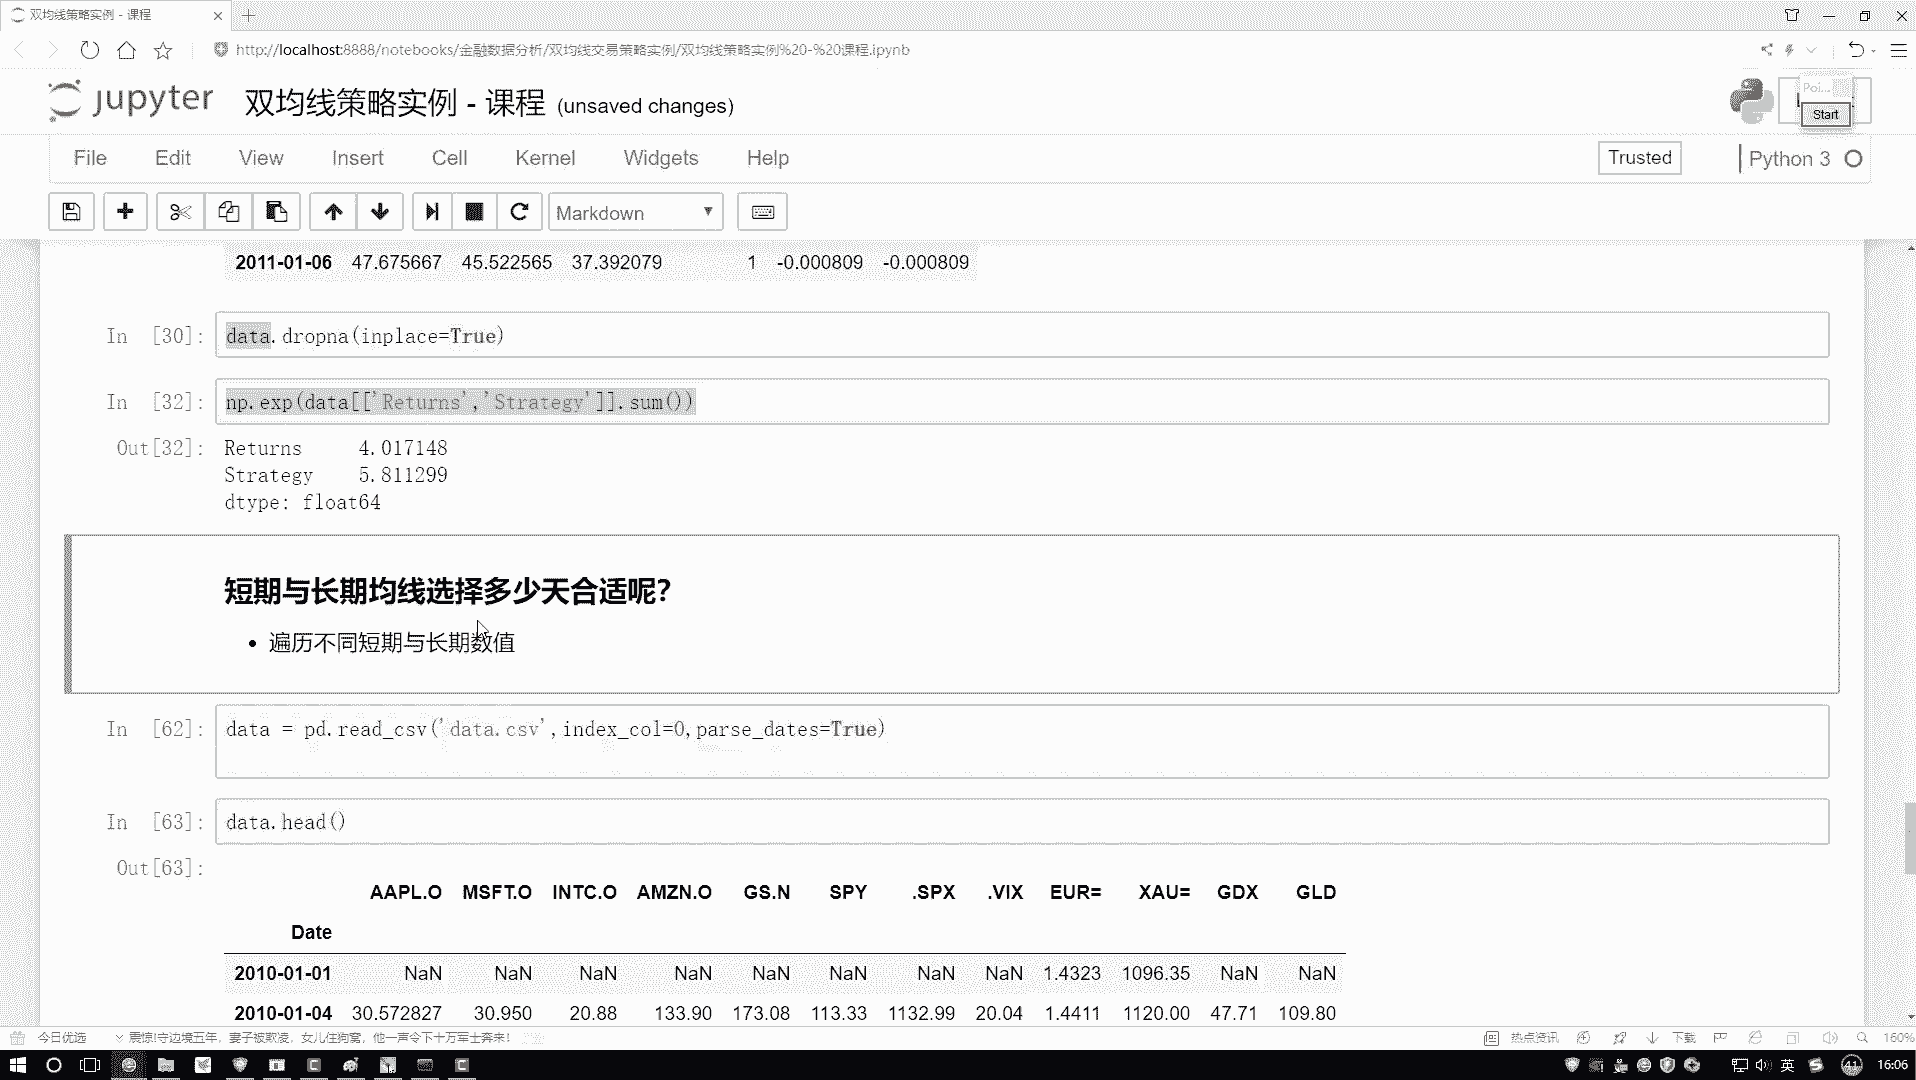 双均线策略实例 - 课程
http://localhost:8888/notebooks/金融数据分析/双均线交易策略实例/双均线策略实例%20-%20课程.ipynb
jupyter 双均线策略实例 - 课程 (unsaved changes)
Poi...
Start
File Edit View Insert Cell Kernel Widgets Help Trusted Python 3
Markdown
2011-01-06 47.675667 45.522565 37.392079 1 -0.000809 -0.000809
In [30]: data.dropna(inplace=True)
In [32]: np.exp(data[['Returns','Strategy']].sum())
Out[32]: Returns 4.017148
Strategy 5.811299
dtype: float64
短期与长期均线选择多少天合适呢?
• 遍历不同短期与长期数值
In [62]: data = pd.read_csv('data.csv',index_col=0,parse_dates=True)
In [63]: data.head()
Out[63]:
AAPL.O MSFT.O INTC.O AMZN.O GS.N SPY .SPX .VIX EUR= XAU= GDX GLD
Date
2010-01-01 NaN NaN NaN NaN NaN NaN NaN NaN 1.4323 1096.35 NaN NaN
2010-01-04 30.572827 30.950 20.88 133.90 173.08 113.33 1132.99 20.04 1.4411 1120.00 47.71 109.80
今日优选 震惊!守边境五年，妻子被欺凌，女儿住狗窝，他一声令下十万军士奔来! 热点资讯 下载 160%
英 41 16:06